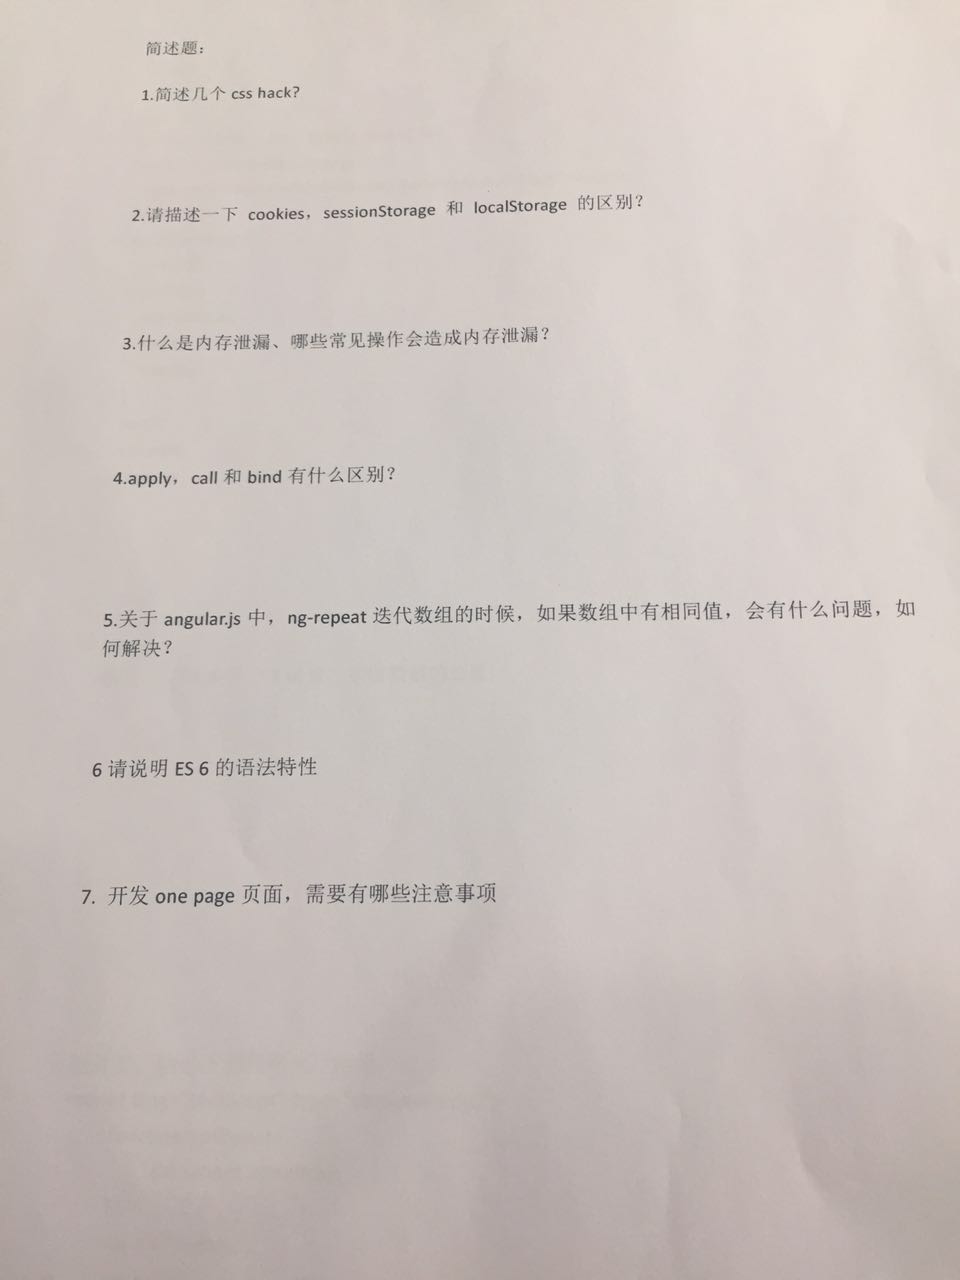 简述题：
1.简述几个 css hack?
2.请描述一下 cookies，sessionStorage 和 localStorage 的区别？
3.什么是内存泄漏、哪些常见操作会造成内存泄漏？
4.apply，call 和 bind 有什么区别？
5.关于 angular.js 中，ng-repeat 迭代数组的时候，如果数组中有相同值，会有什么问题，如
何解决？
6 请说明 ES 6 的语法特性
7. 开发 one page 页面，需要有哪些注意事项